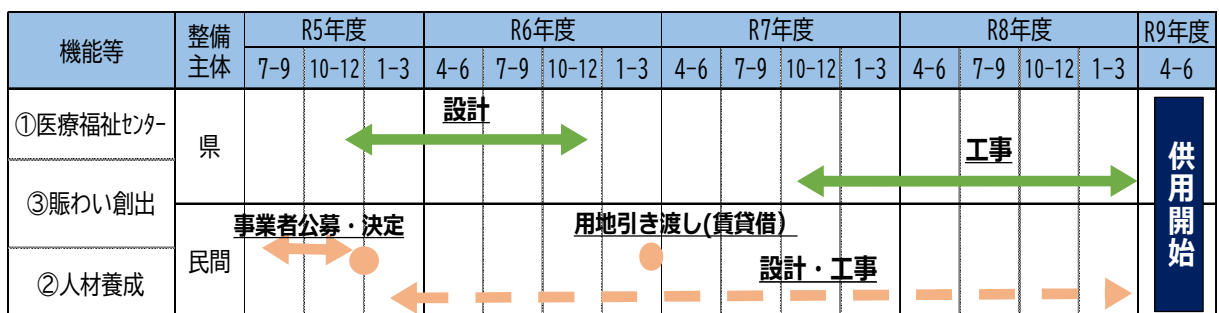 機能等 整備主体 R5年度 R6年度 R7年度 R8年度 R9年度
7-9 10-12 1-3 4-6 7-9 10-12 1-3 4-6 7-9 10-12 1-3 4-6 7-9 10-12 1-3 4-6
①医療福祉ｾﾝﾀｰ
③賑わい創出
②人材養成
県
民間
設計
工事
事業者公募・決定
用地引き渡し(賃貸借）
設計・工事
供用開始